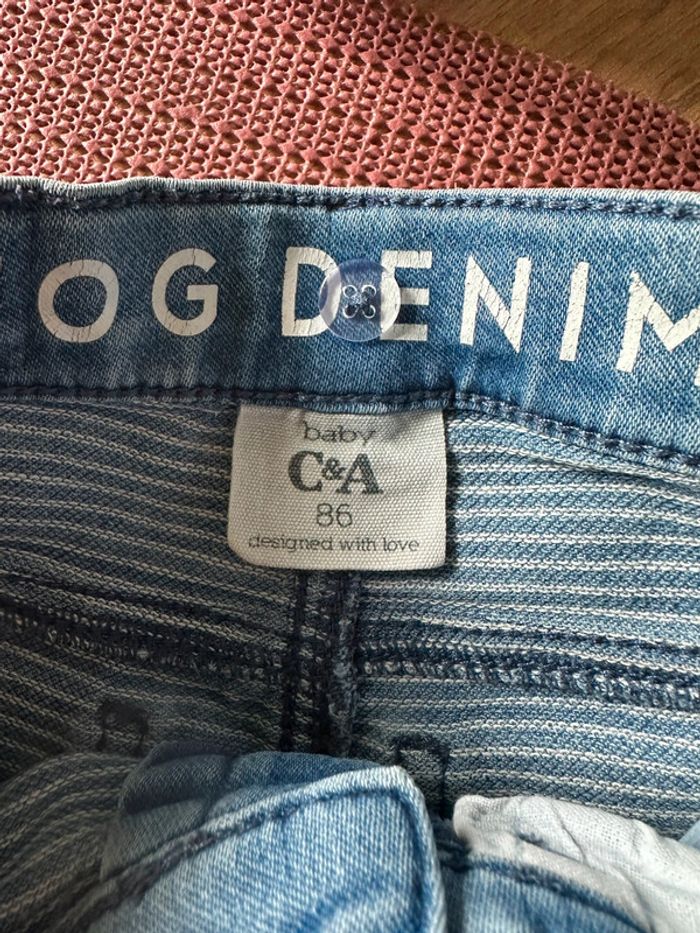 OG DENIM
baby
C&A
86
designed with love